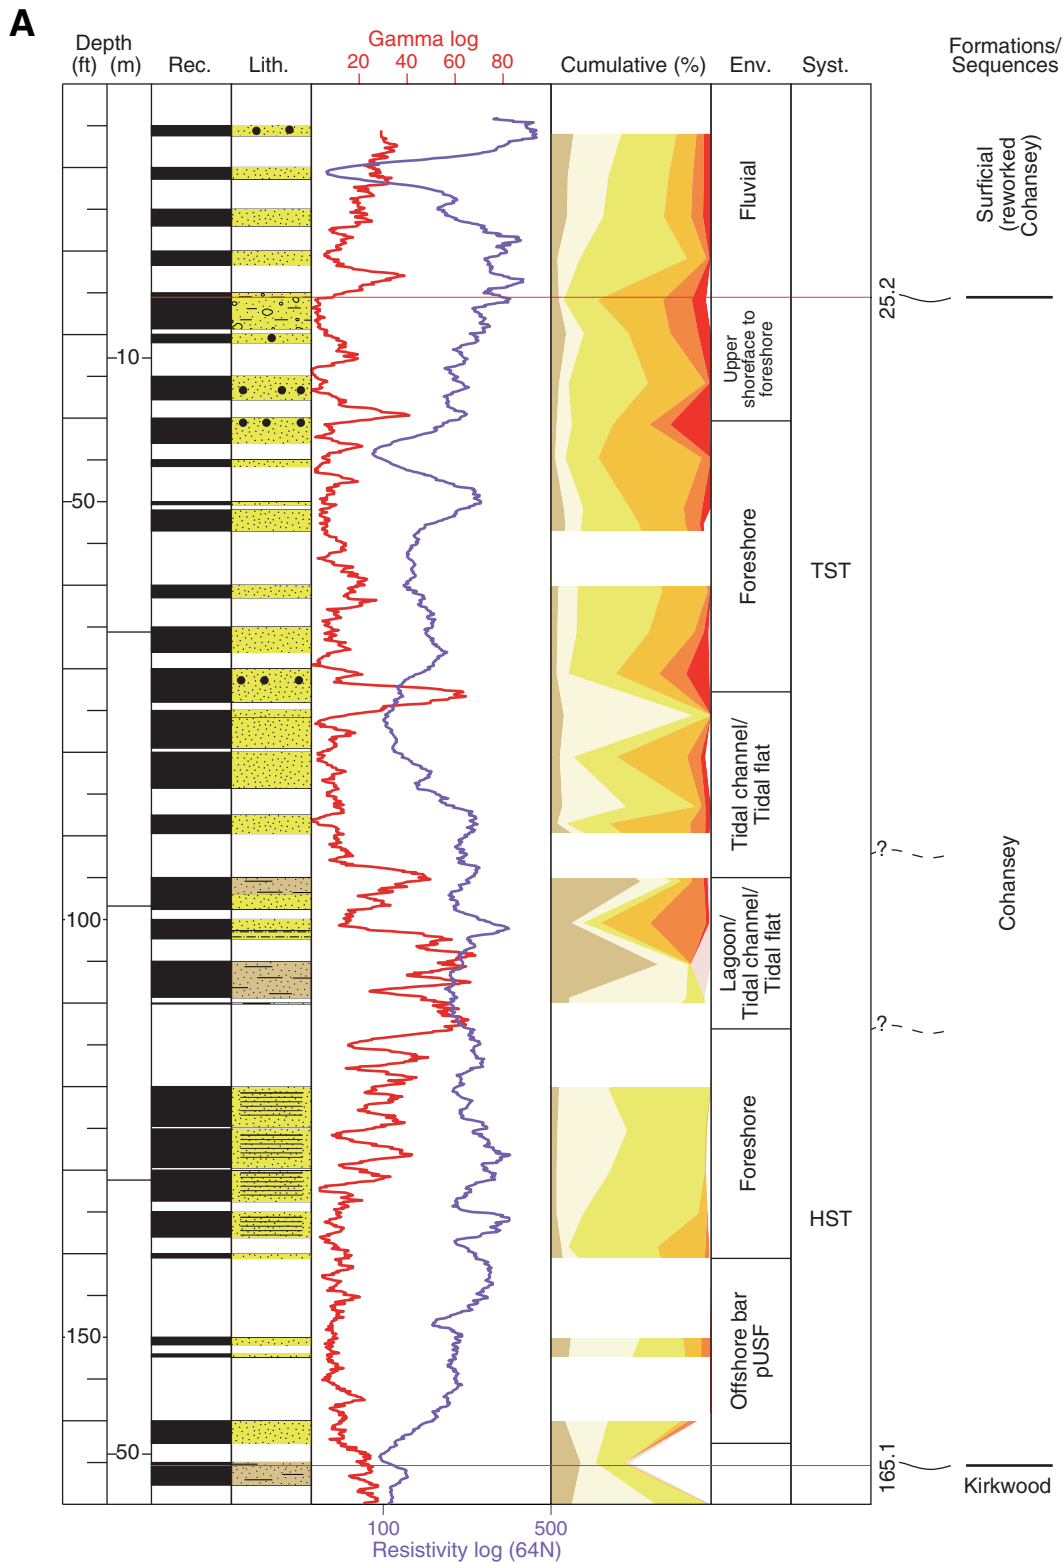 A
Depth
(ft) (m)
Rec.
Lith.
Gamma log
20 40 60 80
Cumulative (%)
Env.
Syst.
Formations/
Sequences
Fluvial
Surficial
(reworked
Cohansey)
25.2
Upper
shoreface to
foreshore
10
50
Foreshore
TST
Tidal channel/
Tidal flat
?
100
Lagoon/
Tidal channel/
Tidal flat
Cohansey
?
Foreshore
HST
150
Offshore bar
pUSF
50
165.1
Kirkwood
100 500
Resistivity log (64N)